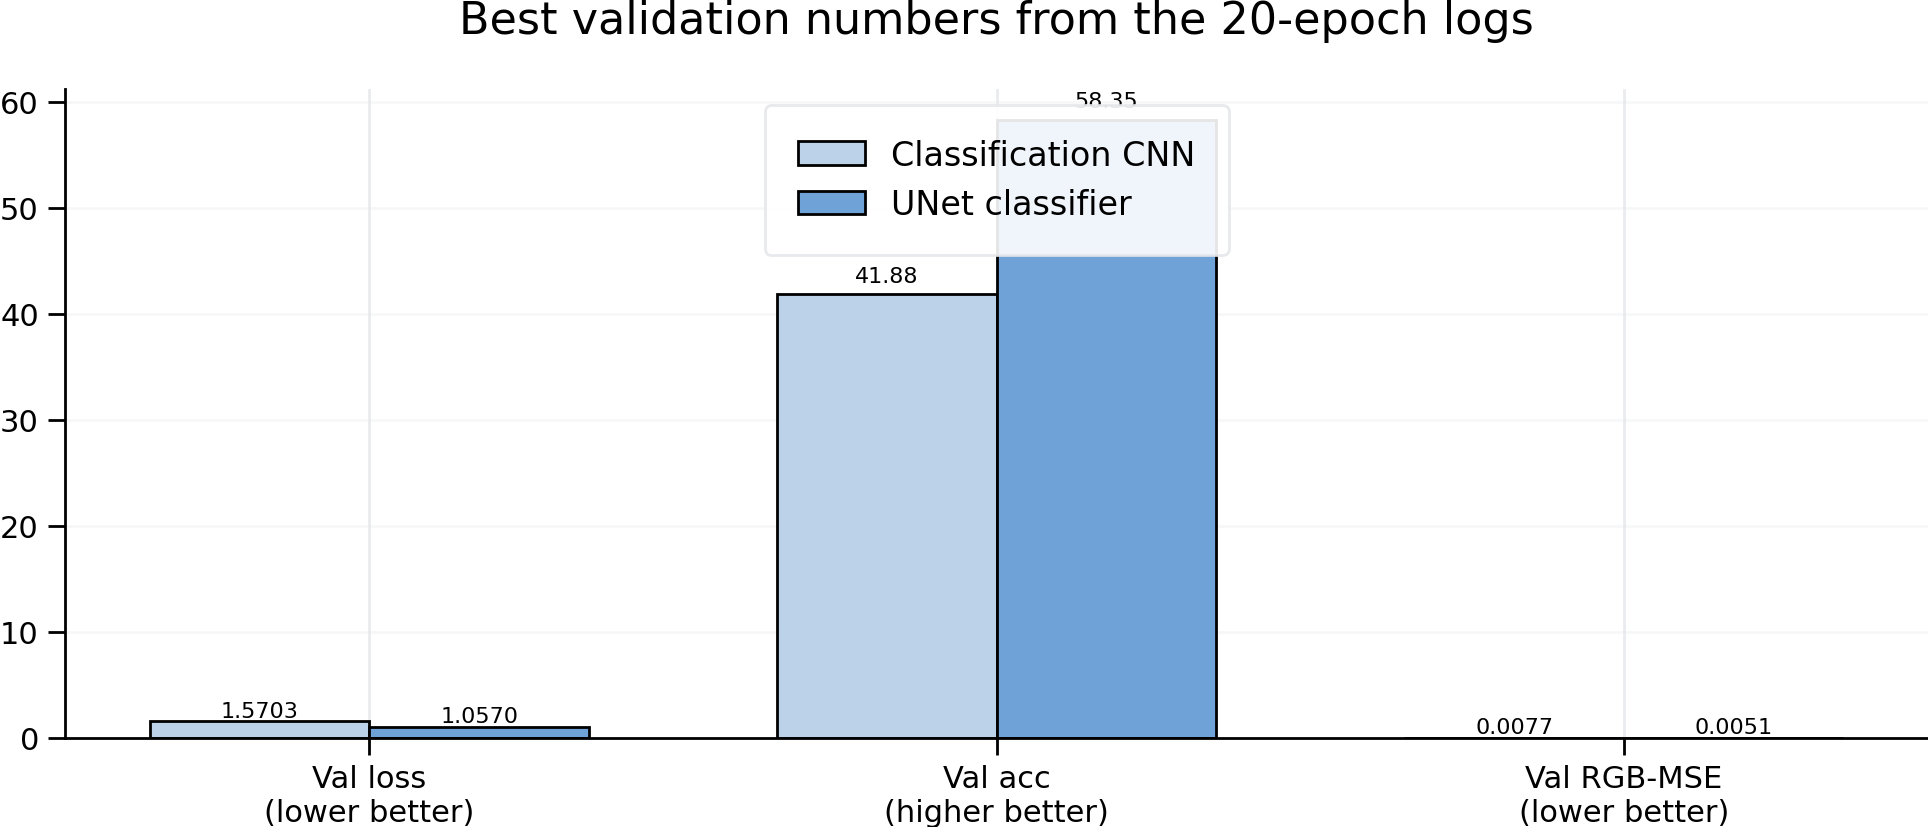 Best validation numbers from the 20-epoch logs
60
50
40
30
20
10
0
58.35
Classification CNN
UNet classifier
41.88
1.5703
1.0570
0.0077
0.0051
Val loss
(lower better)
Val acc
(higher better)
Val RGB-MSE
(lower better)